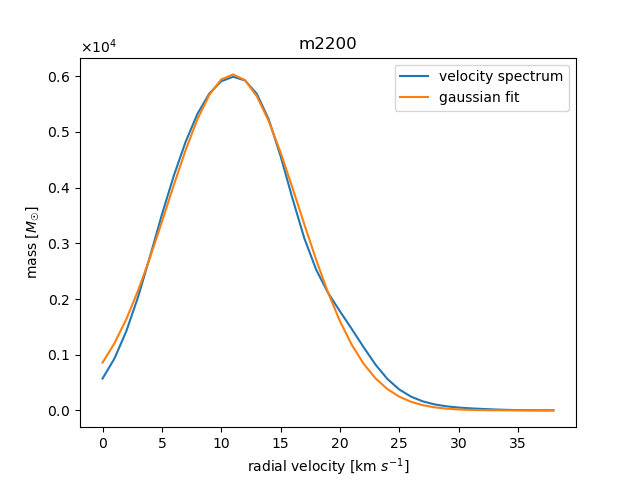 m2200
×10⁴
velocity spectrum
gaussian fit
0.6
0.5
0.4
0.3
0.2
0.1
0.0
mass [M☉]
0 5 10 15 20 25 30 35
radial velocity [km s⁻¹]